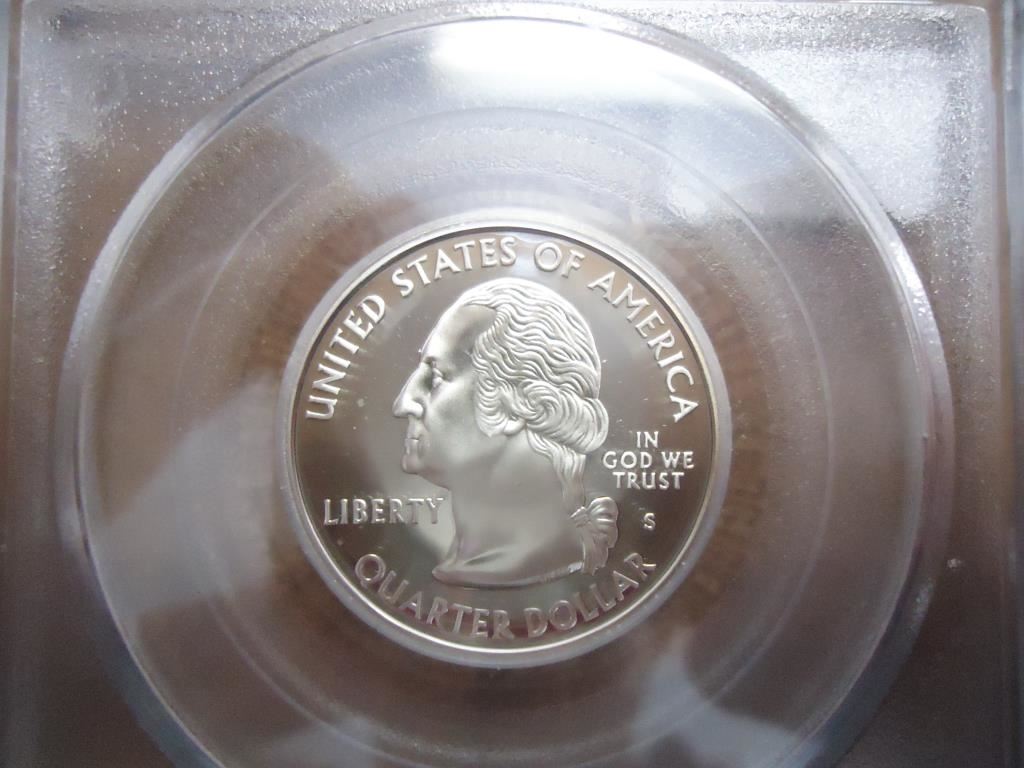 UNITED STATES OF AMERICA
IN
GOD WE
TRUST
LIBERTY
S
QUARTER DOLLAR